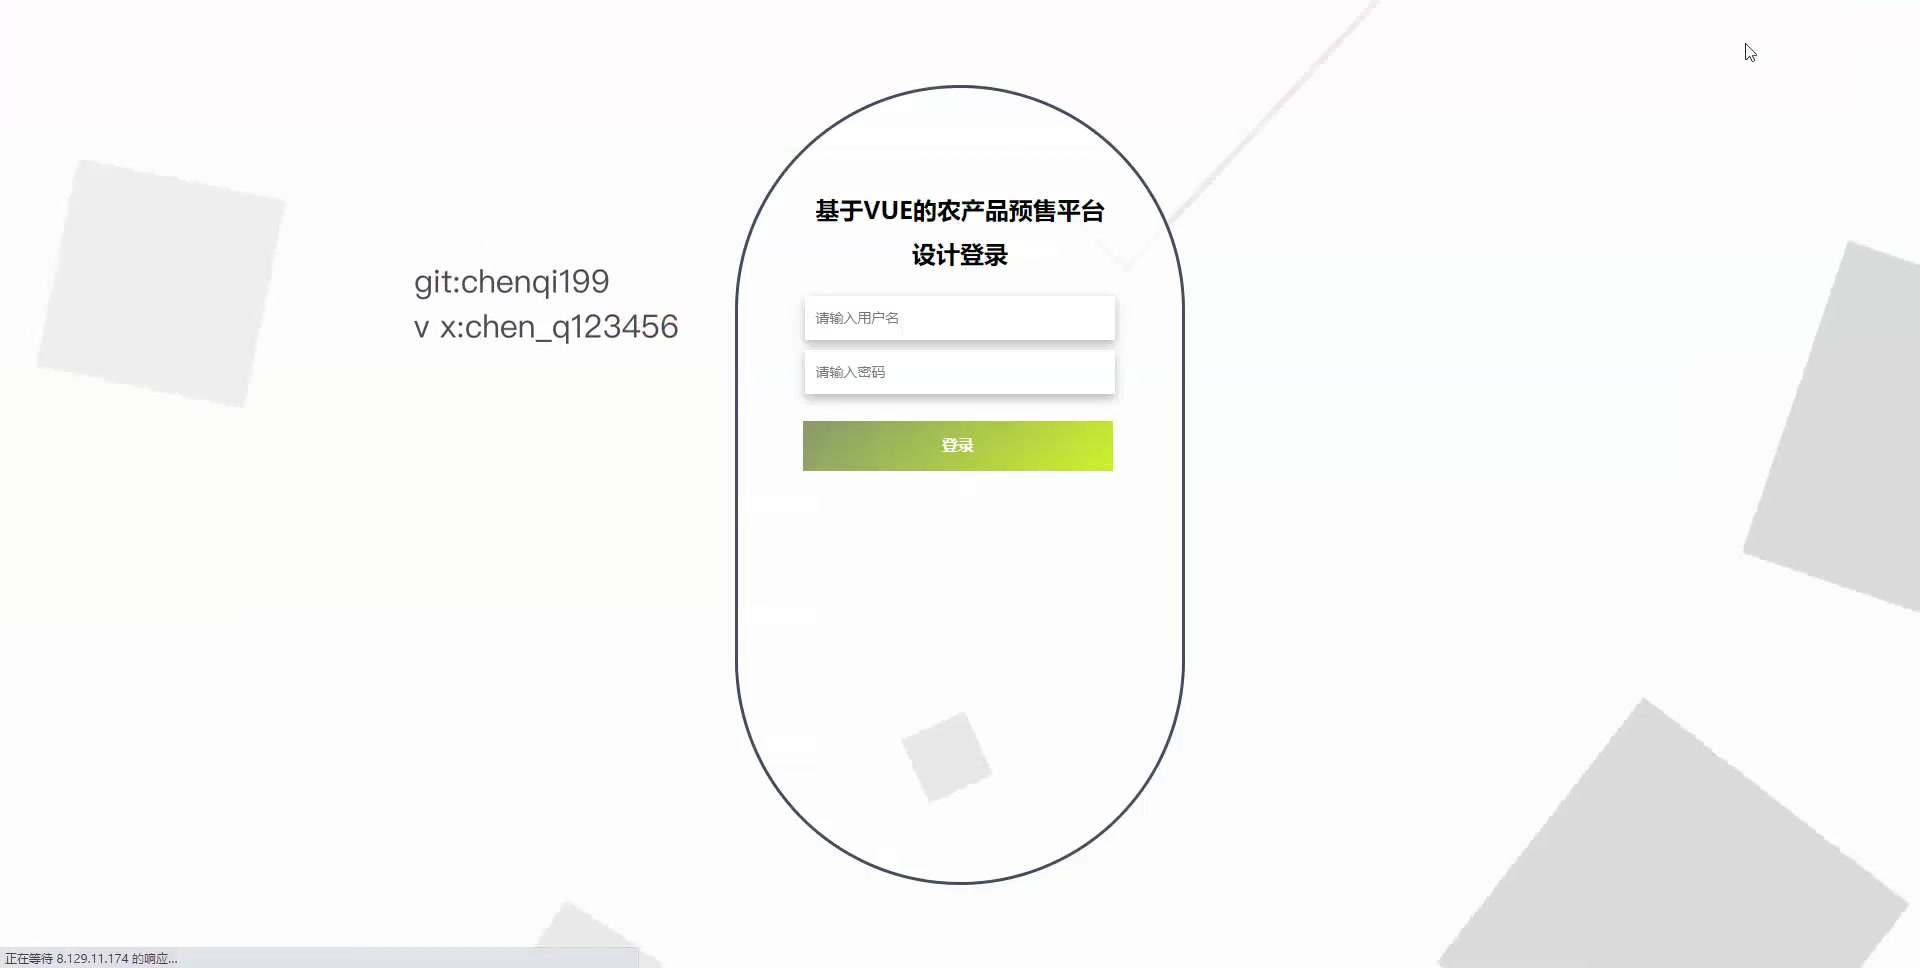 基于VUE的农产品预售平台
设计登录
git:chenqi199
v x:chen_q123456
请输入用户名
请输入密码
登录
正在等待 8.129.11.174 的响应...